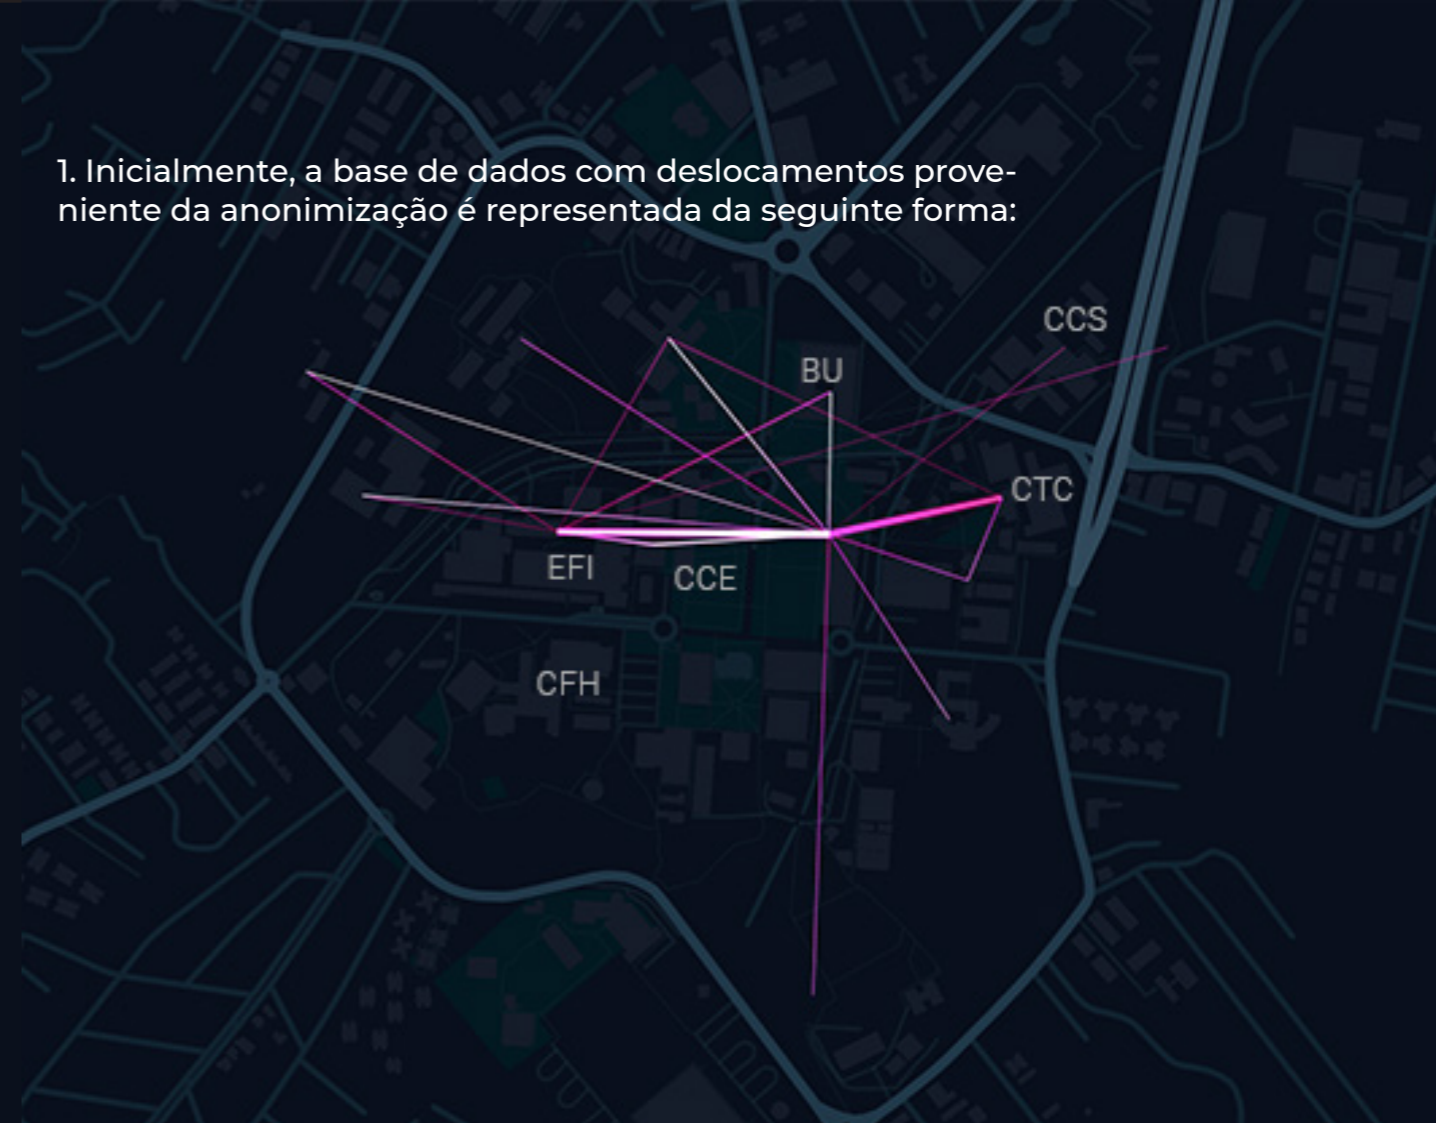 1. Inicialmente, a base de dados com deslocamentos prove-
niente da anonimização é representada da seguinte forma:
CCS
BU
CTC
EFI
CCE
CFH